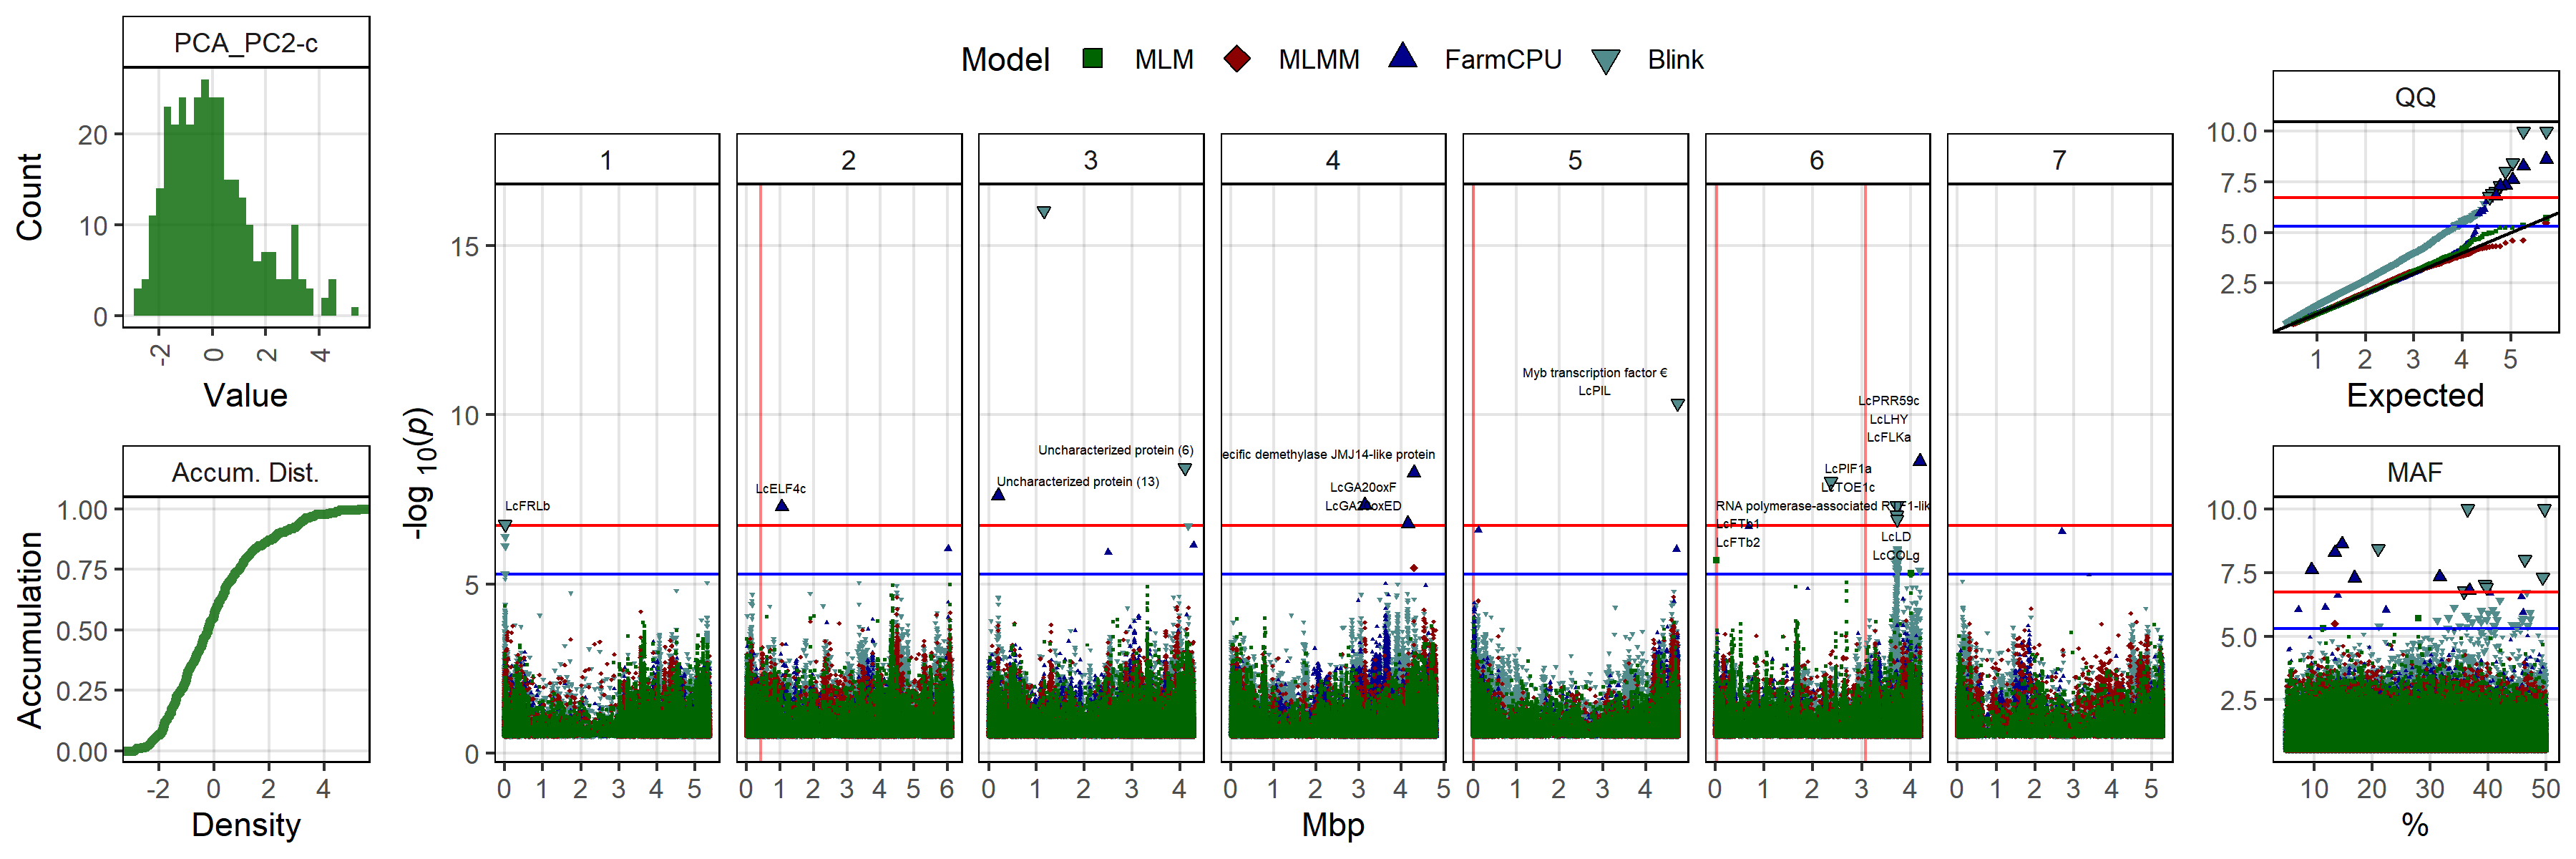 PCA_PC2-c
Count
20
10
0
-2 0 2 4
Value
Accum. Dist.
Accumulation
1.00
0.75
0.50
0.25
0.00
-2 0 2 4
Density
Model MLM MLMM FarmCPU Blink
-log 10(p)
15
10
5
0
1 2 3 4 5 6 7
LcFRLb
LcELF4c
Uncharacterized protein (6)
Uncharacterized protein (13)
ecific demethylase JMJ14-like protein
LcGA20oxF
LcGA20oxED
Myb transcription factor €
LcPIL
LcPRR59c
LcLHY
LcFLKa
LcPIF1a
LcTOE1c
RNA polymerase-associated RTF1-lik
LcFTb1
LcFTb2
LcLD
LcCOLg
0 1 2 3 4 5
0 1 2 3 4 5 6
0 1 2 3 4
0 1 2 3 4 5
0 1 2 3 4
0 1 2 3 4
0 1 2 3 4 5
Mbp
QQ
10.0
7.5
5.0
2.5
1 2 3 4 5
Expected
MAF
10.0
7.5
5.0
2.5
10 20 30 40 50
%